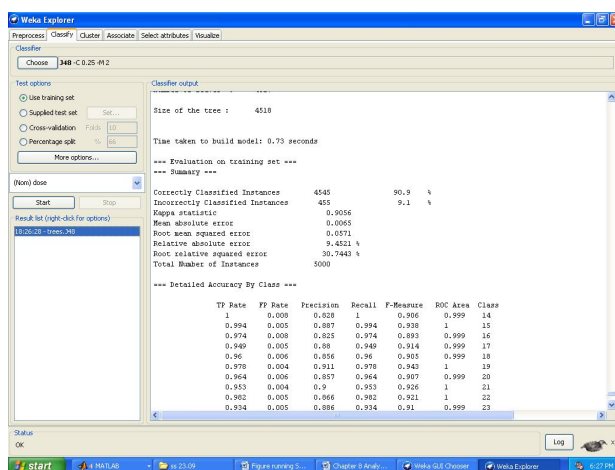 Weka Explorer
Preprocess Classify Cluster Associate Select attributes Visualize
Classifier
Choose J48 -C 0.25 -M 2
Test options
Use training set
Supplied test set Set...
Cross-validation Folds 10
Percentage split % 66
More options...
(Nom) dose
Start Stop
Result list (right-click for options)
18:26:28 - trees.J48
Classifier output
Size of the tree : 4518
Time taken to build model: 0.73 seconds
=== Evaluation on training set ===
=== Summary ===
Correctly Classified Instances 4545 90.9 %
Incorrectly Classified Instances 455 9.1 %
Kappa statistic 0.9056
Mean absolute error 0.0065
Root mean squared error 0.0571
Relative absolute error 9.4521 %
Root relative squared error 30.7443 %
Total Number of Instances 5000
=== Detailed Accuracy By Class ===
TP Rate FP Rate Precision Recall F-Measure ROC Area Class
1 0.008 0.828 1 0.906 0.999 14
0.994 0.005 0.887 0.994 0.938 1 15
0.974 0.008 0.825 0.974 0.893 0.999 16
0.949 0.005 0.88 0.949 0.914 0.999 17
0.96 0.006 0.856 0.96 0.905 0.999 18
0.978 0.004 0.911 0.978 0.943 1 19
0.964 0.006 0.857 0.964 0.907 0.999 20
0.953 0.004 0.9 0.953 0.926 1 21
0.982 0.005 0.866 0.982 0.921 1 22
0.934 0.005 0.886 0.934 0.91 0.999 23
Status
OK
Log
x
start 4 MATLAB ss 23.09 Figure running S... Chapter 8 Analy... Weka GUI Chooser Weka Explorer 6:27 PM